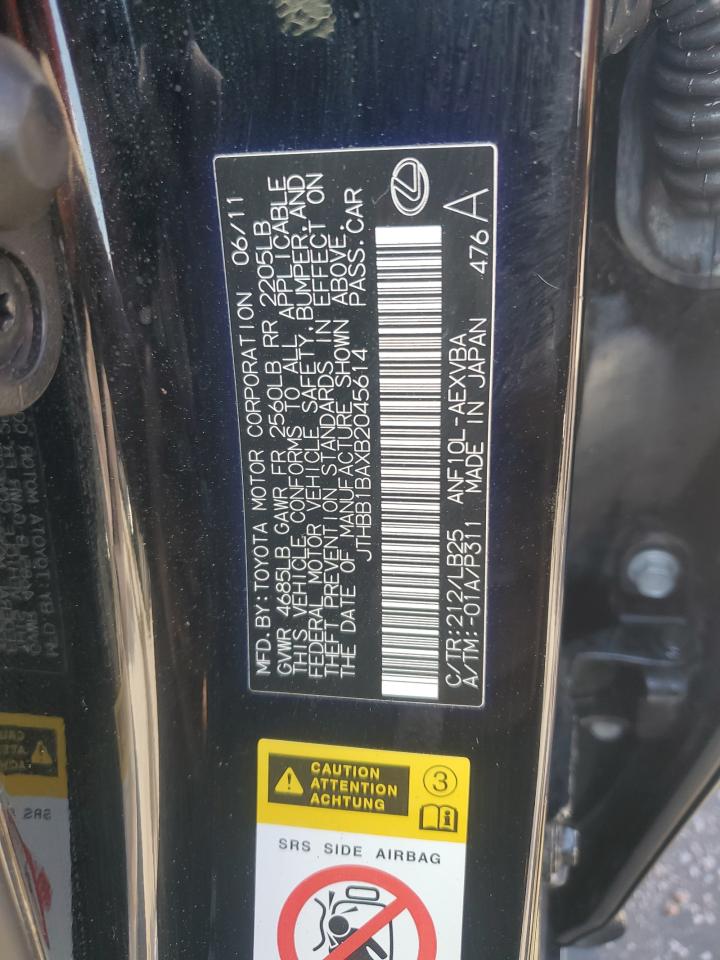 MFD.BY:TOYOTA MOTOR CORPORATION 06/11
GVWR 4685LB GAWR FR 2560LB RR 2205LB
THIS VEHICLE CONFORMS TO ALL APPLICABLE
FEDERAL MOTOR VEHICLE SAFETY,BUMPER,AND
THEFT PREVENTION STANDARDS IN EFFECT ON
THE DATE OF MANUFACTURE SHOWN ABOVE.
JTHBB1BAXB2045614 PASS.CAR
C/TR:212/LB25 ANF10L-AEXVBA
A/TM:-01A/P311 MADE IN JAPAN 476 A
CAUTION
ATTENTION
ACHTUNG
3
SRS SIDE AIRBAG